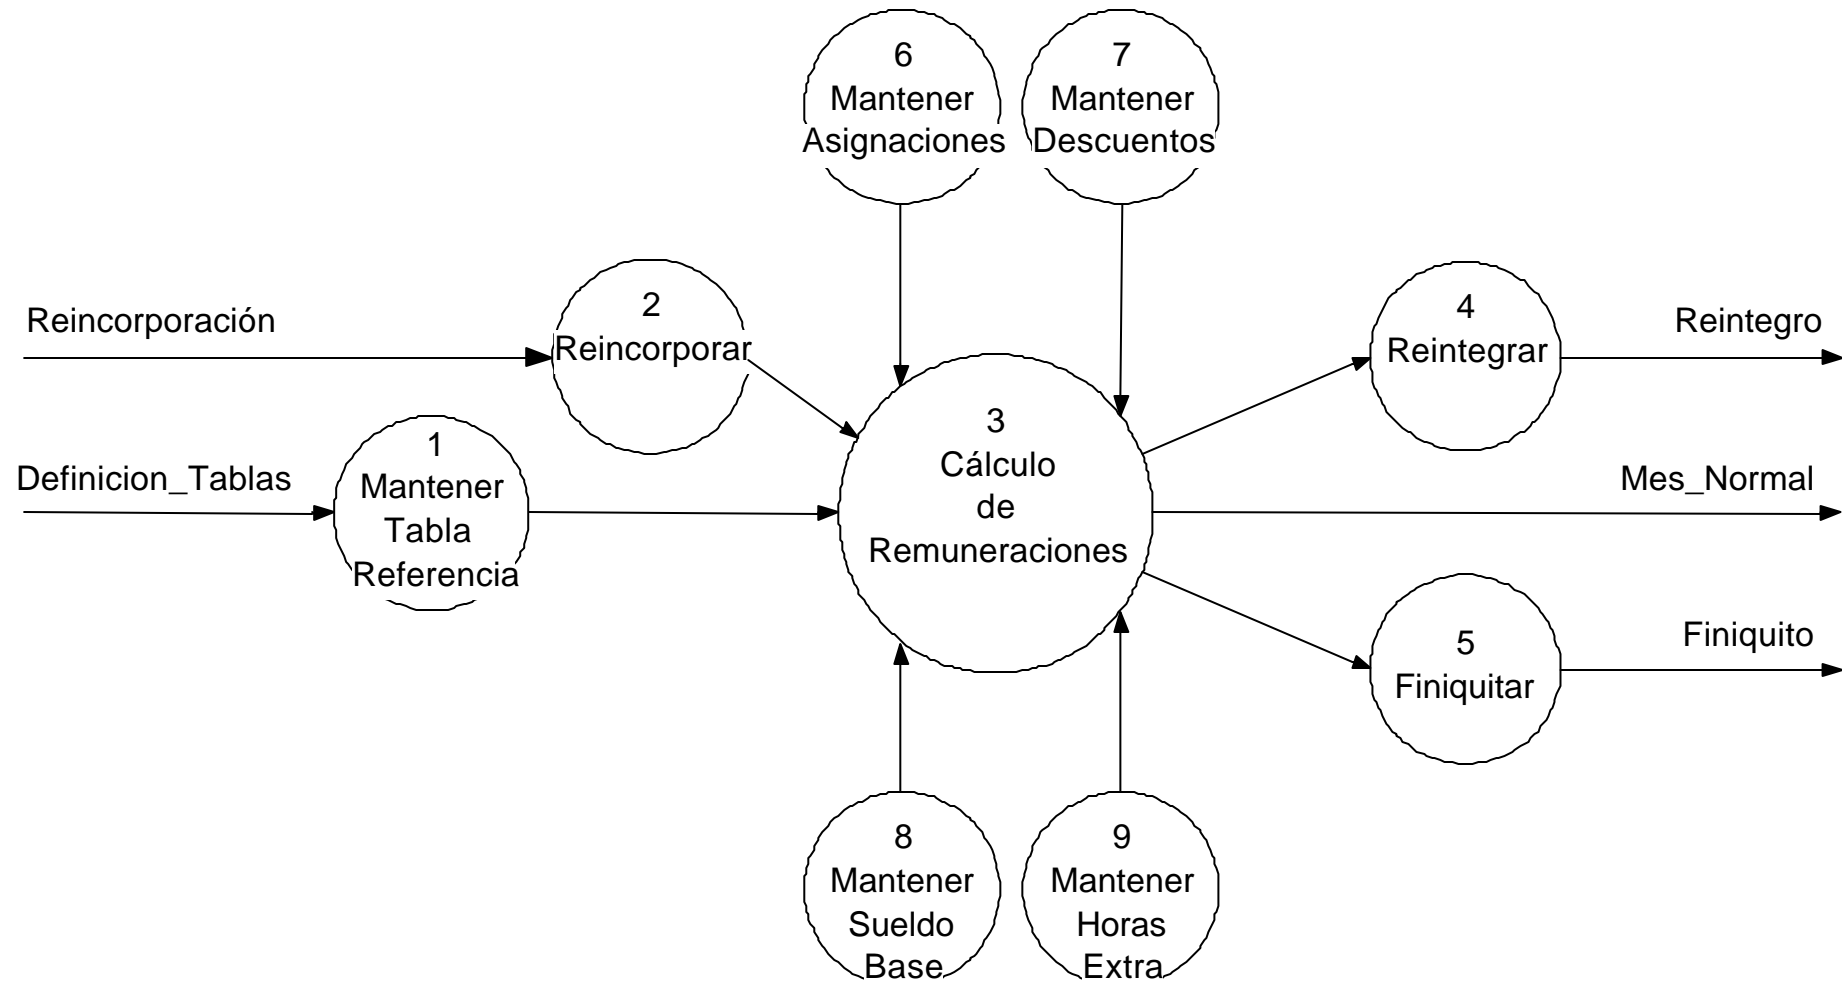 6
Mantener
Asignaciones
7
Mantener
Descuentos
Reincorporación
2
Reincorporar
4
Reintegrar
Reintegro
Definicion_Tablas
1
Mantener
Tabla
Referencia
3
Cálculo
de
Remuneraciones
Mes_Normal
5
Finiquitar
Finiquito
8
Mantener
Sueldo
Base
9
Mantener
Horas
Extra